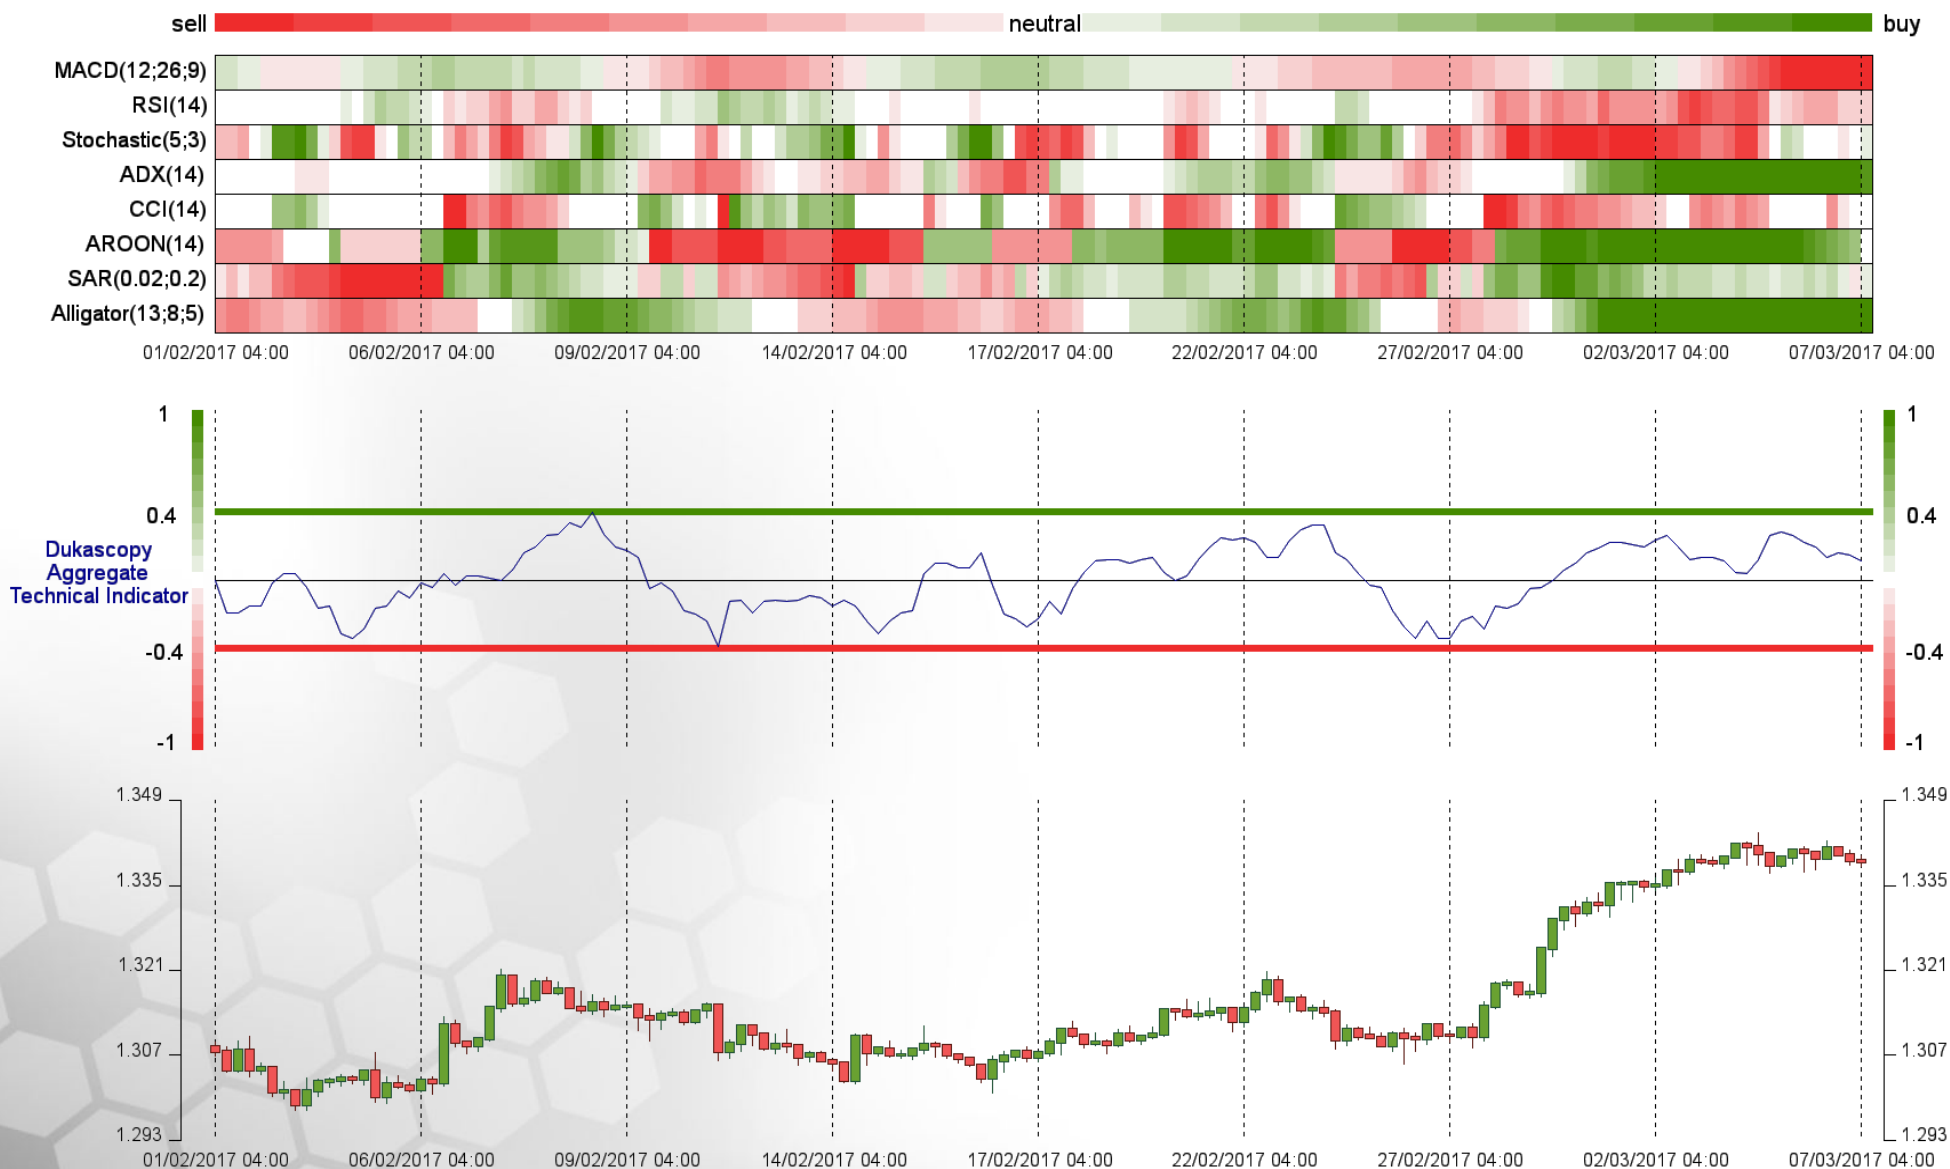 sell neutral buy
MACD(12;26;9)
RSI(14)
Stochastic(5;3)
ADX(14)
CCI(14)
AROON(14)
SAR(0.02;0.2)
Alligator(13;8;5)
01/02/2017 04:00 06/02/2017 04:00 09/02/2017 04:00 14/02/2017 04:00 17/02/2017 04:00 22/02/2017 04:00 27/02/2017 04:00 02/03/2017 04:00 07/03/2017 04:00
1 1
0.4 0.4
Dukascopy
Aggregate
Technical Indicator
-0.4 -0.4
-1 -1
1.349 1.349
1.335 1.335
1.321 1.321
1.307 1.307
1.293 1.293
01/02/2017 04:00 06/02/2017 04:00 09/02/2017 04:00 14/02/2017 04:00 17/02/2017 04:00 22/02/2017 04:00 27/02/2017 04:00 02/03/2017 04:00 07/03/2017 04:00